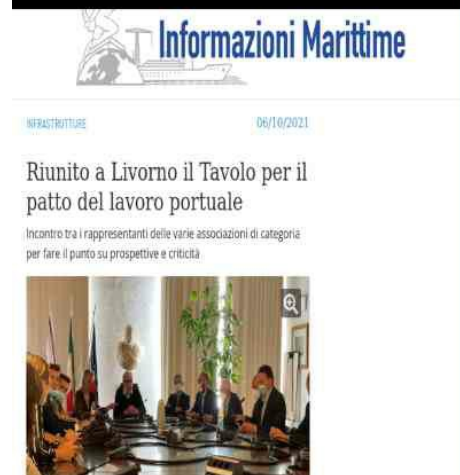 Informazioni Marittime
INFRASTRUTTURE
06/10/2021
Riunito a Livorno il Tavolo per il
patto del lavoro portuale
Incontro tra i rappresentanti delle varie associazioni di categoria
per fare il punto su prospettive e criticità